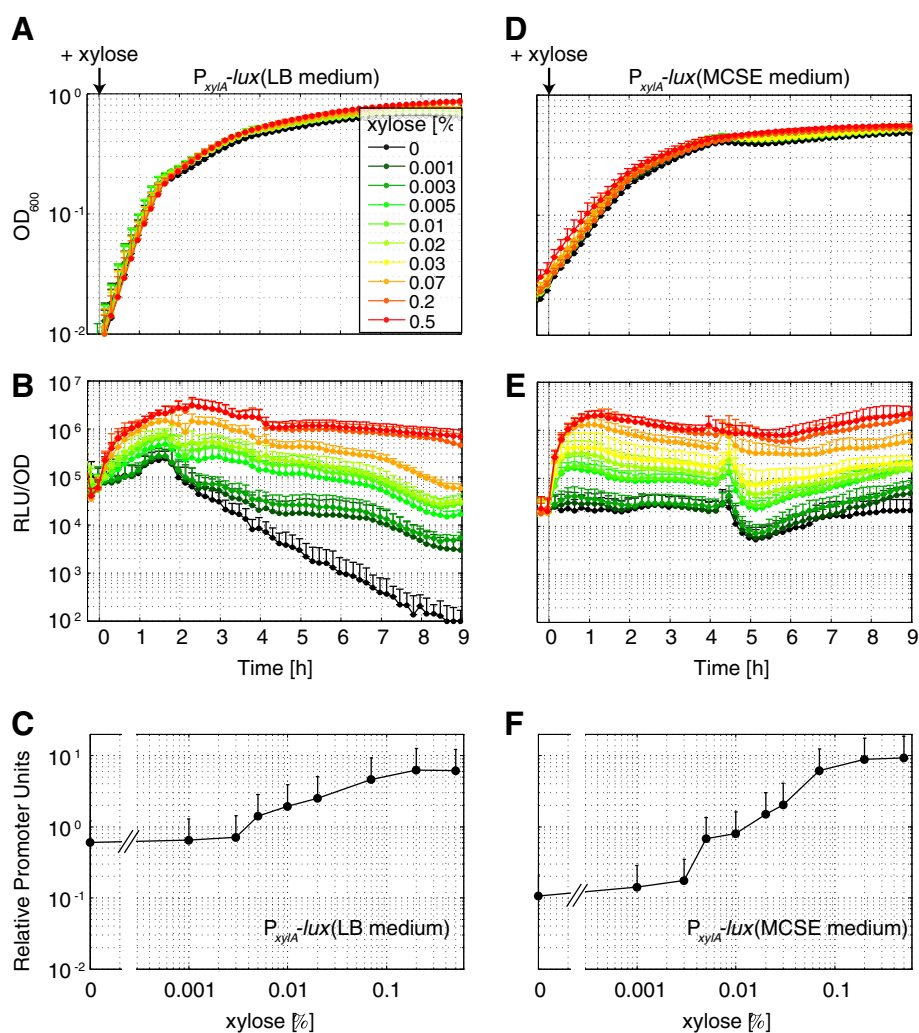 A
+ xylose
P_xylA-lux(LB medium)
10^0
10^-1
10^-2
OD_600
xylose [%
0
0.001
0.003
0.005
0.01
0.02
0.03
0.07
0.2
0.5
D
+ xylose
P_xylA-lux(MCSE medium)
B
10^7
10^6
10^5
10^4
10^3
10^2
RLU/OD
0 1 2 3 4 5 6 7 8 9
Time [h]
E
0 1 2 3 4 5 6 7 8 9
Time [h]
C
10^1
10^0
10^-1
10^-2
Relative Promoter Units
P_xylA-lux(LB medium)
0 0.001 0.01 0.1
xylose [%]
F
P_xylA-lux(MCSE medium)
0 0.001 0.01 0.1
xylose [%]